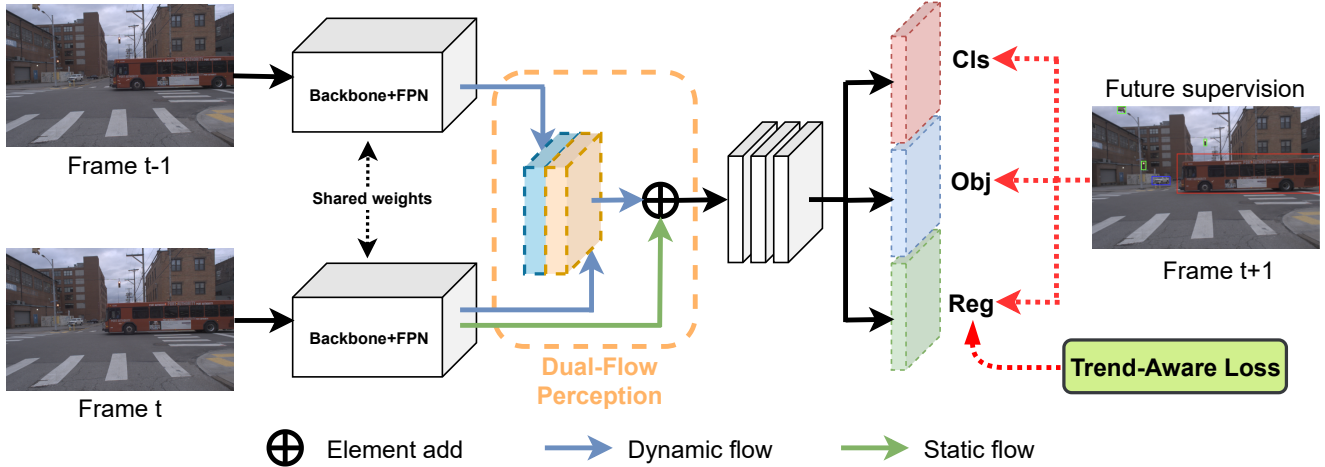 Frame t-1
Backbone+FPN
Shared weights
Frame t
Backbone+FPN
Dual-Flow
Perception
Cls
Obj
Reg
Future supervision
Frame t+1
Trend-Aware Loss
Element add
Dynamic flow
Static flow